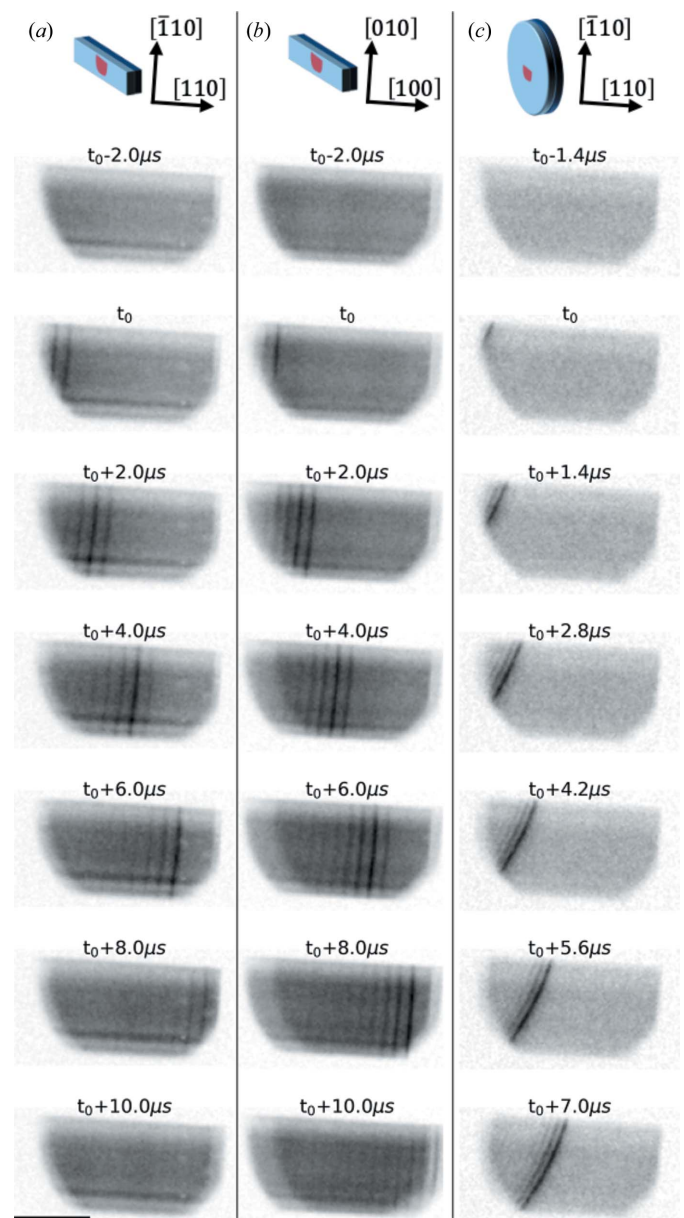 (a) [1̄10] [110]
(b) [010] [100]
(c) [1̄10] [110]
t₀-2.0μs t₀-2.0μs t₀-1.4μs
t₀ t₀ t₀
t₀+2.0μs t₀+2.0μs t₀+1.4μs
t₀+4.0μs t₀+4.0μs t₀+2.8μs
t₀+6.0μs t₀+6.0μs t₀+4.2μs
t₀+8.0μs t₀+8.0μs t₀+5.6μs
t₀+10.0μs t₀+10.0μs t₀+7.0μs